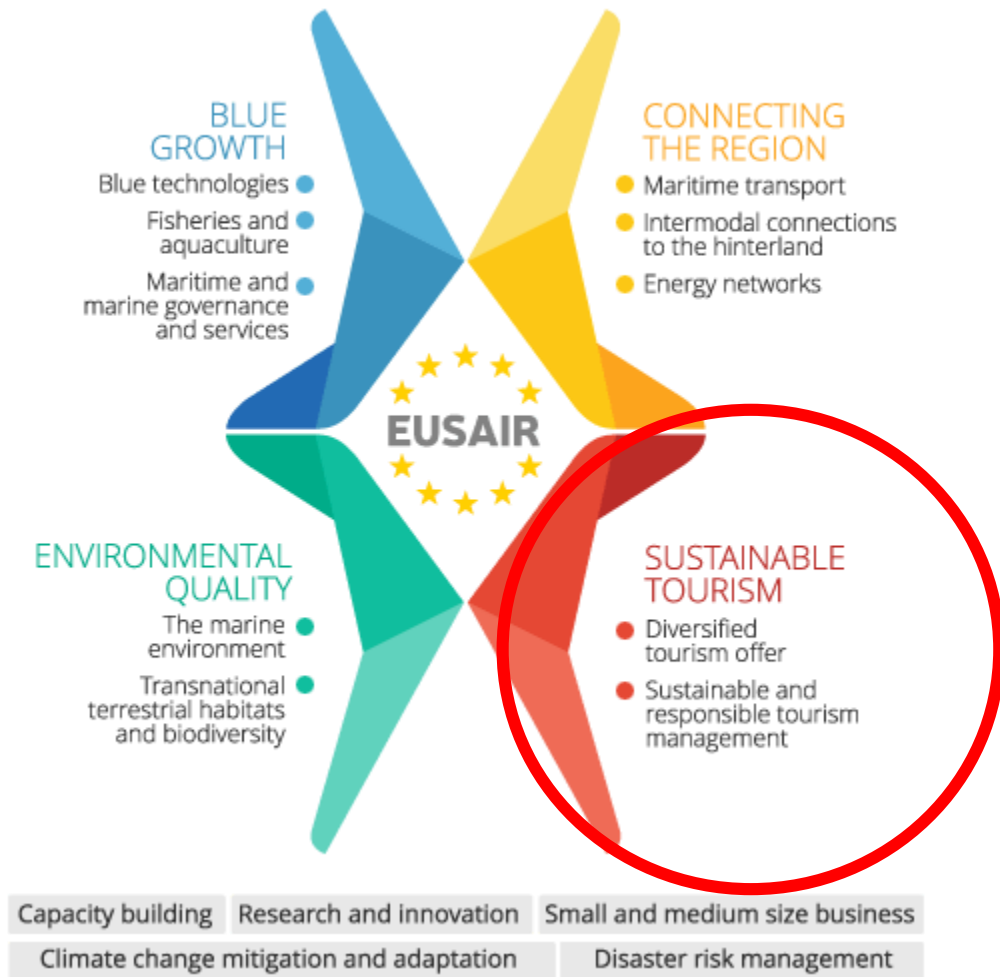 BLUE
GROWTH
Blue technologies
Fisheries and
aquaculture
Maritime and
marine governance
and services
CONNECTING
THE REGION
Maritime transport
Intermodal connections
to the hinterland
Energy networks
EUSAIR
ENVIRONMENTAL
QUALITY
The marine
environment
Transnational
terrestrial habitats
and biodiversity
SUSTAINABLE
TOURISM
Diversified
tourism offer
Sustainable and
responsible tourism
management
Capacity building
Research and innovation
Small and medium size business
Climate change mitigation and adaptation
Disaster risk management